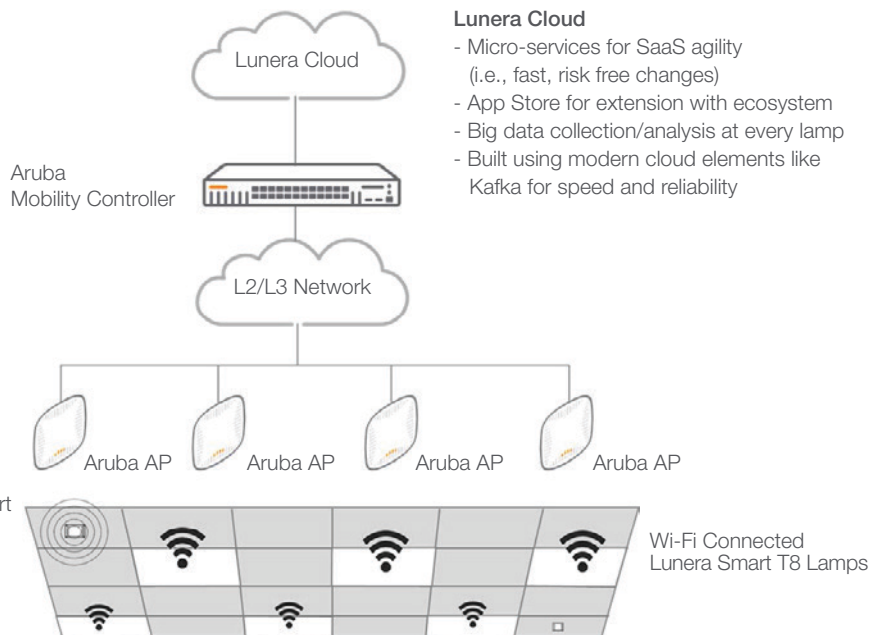 Lunera Cloud
Lunera Cloud
- Micro-services for SaaS agility
(i.e., fast, risk free changes)
- App Store for extension with ecosystem
- Big data collection/analysis at every lamp
- Built using modern cloud elements like
Kafka for speed and reliability
Aruba
Mobility Controller
L2/L3 Network
Aruba AP
Aruba AP
Aruba AP
Aruba AP
rt
Wi-Fi Connected
Lunera Smart T8 Lamps